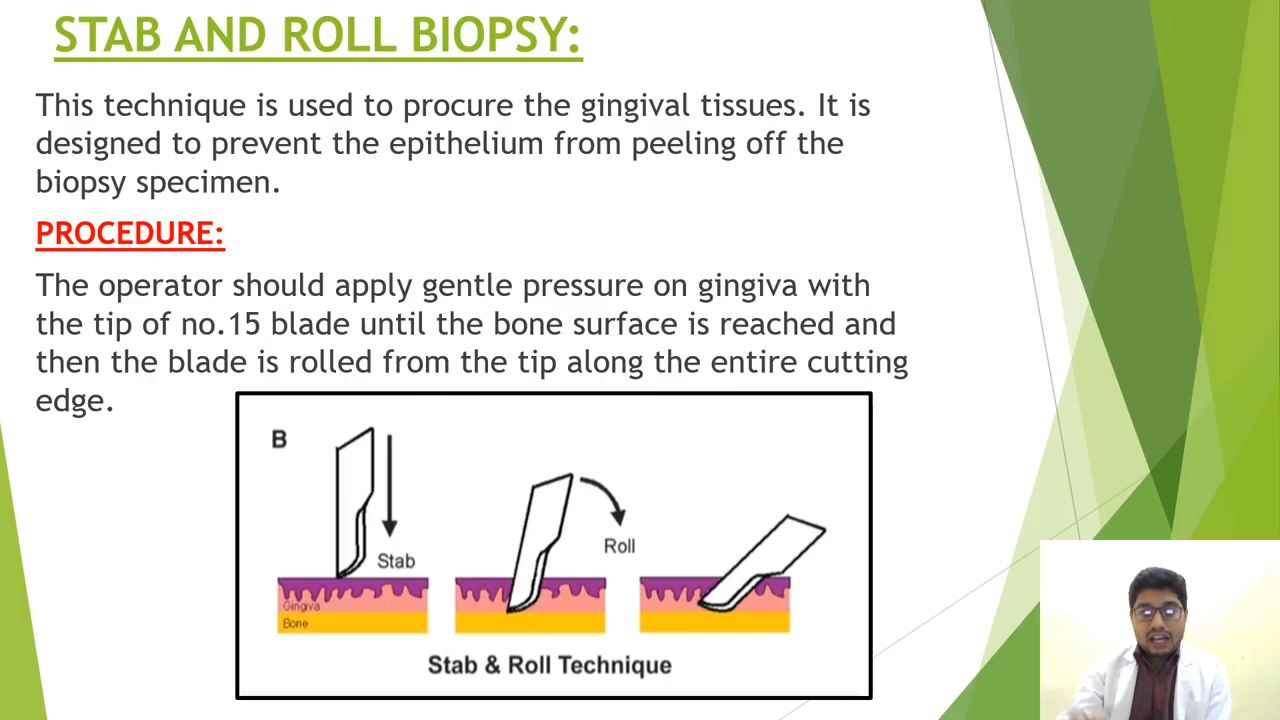 STAB AND ROLL BIOPSY:
This technique is used to procure the gingival tissues. It is
designed to prevent the epithelium from peeling off the
biopsy specimen.
PROCEDURE:
The operator should apply gentle pressure on gingiva with
the tip of no.15 blade until the bone surface is reached and
then the blade is rolled from the tip along the entire cutting
edge.
B
Stab
Roll
Gingiva
Bone
Stab & Roll Technique